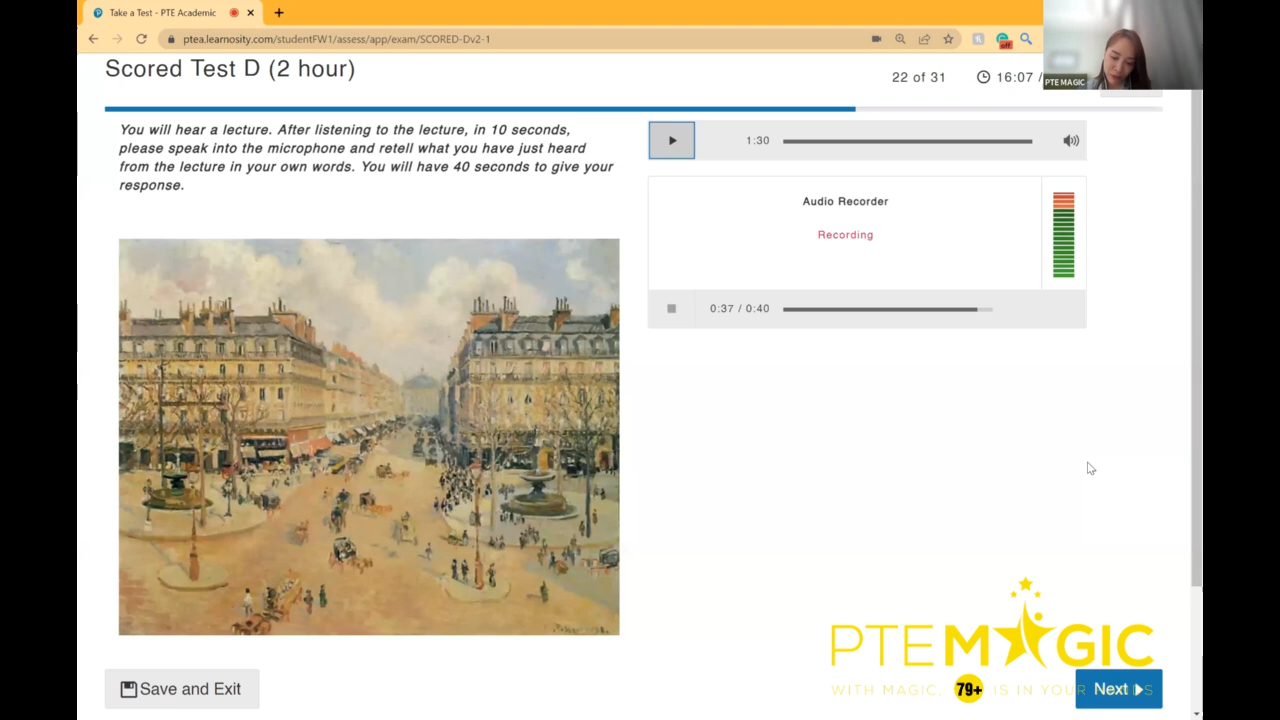 Take a Test - PTE Academic
ptea.learnosity.com/studentFW1/assess/app/exam/SCORED-Dv2-1
off
Scored Test D (2 hour)
22 of 31
16:07 /
PTE MAGIC
You will hear a lecture. After listening to the lecture, in 10 seconds,
please speak into the microphone and retell what you have just heard
from the lecture in your own words. You will have 40 seconds to give your
response.
1:30
Audio Recorder
Recording
0:37 / 0:40
PTEMAGIC
WITH MAGIC, 79+ IS IN YOUR
Save and Exit
Next